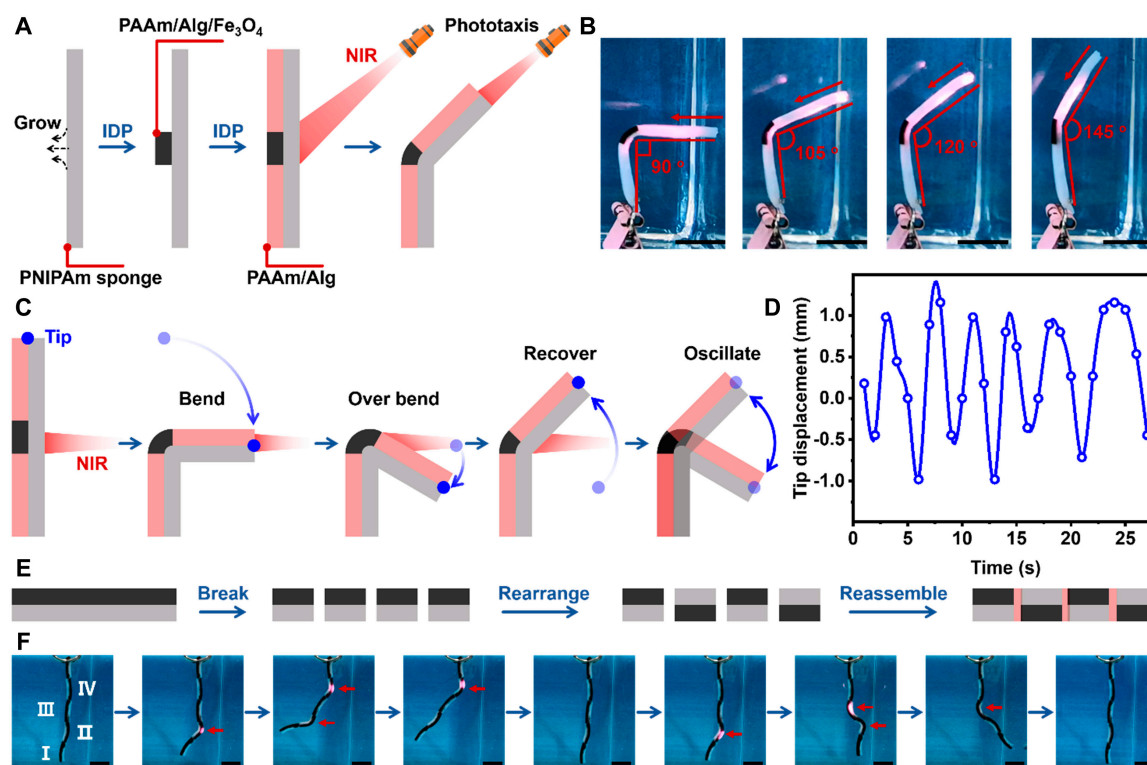 A
PAAm/Alg/Fe₃O₄
NIR
Phototaxis
Grow
IDP
IDP
PNIPAm sponge
PAAm/Alg
B
90 °
105 °
120 °
145 °
C
Tip
NIR
Bend
Over bend
Recover
Oscillate
D
Tip displacement (mm)
1.0
0.5
0.0
-0.5
-1.0
0 5 10 15 20 25
Time (s)
E
Break
Rearrange
Reassemble
F
IV
III
II
I